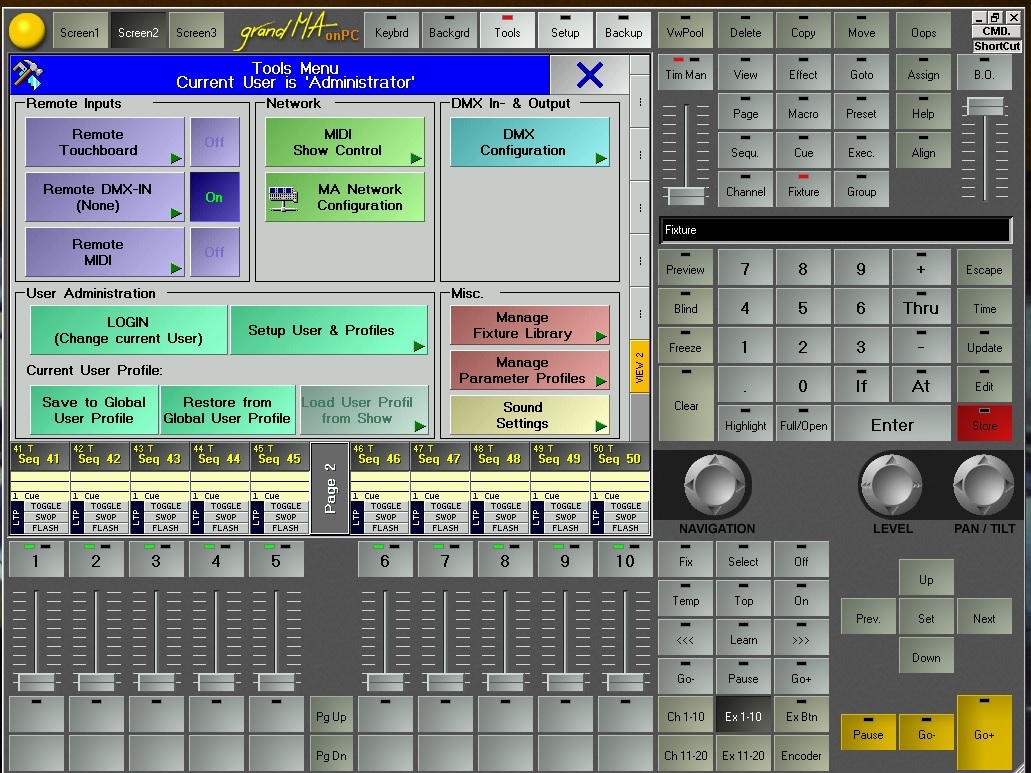 Screen1 Screen2 Screen3 grandMA onPC Keybrd Backgrd Tools Setup Backup VwPool Delete Copy Move Oops
CMD.
ShortCut
Tools Menu
Current User is 'Administrator'
Tim Man View Effect Goto Assign B.O.
Page Macro Preset Help
Sequ. Cue Exec. Align
Channel Fixture Group
Remote Inputs
Remote
Touchboard
Off
Remote DMX-IN
(None)
On
Remote
MIDI
Off
Network
MIDI
Show Control
MA Network
Configuration
DMX In- & Output
DMX
Configuration
User Administration
LOGIN
(Change current User)
Setup User & Profiles
Current User Profile:
Save to Global
User Profile
Restore from
Global User Profile
Load User Profil
from Show
Misc.
Manage
Fixture Library
Manage
Parameter Profiles
Sound
Settings
VIEW 2
Fixture
Preview 7 8 9 + Escape
Blind 4 5 6 Thru Time
Freeze 1 2 3 - Update
Clear . 0 If At Edit
Highlight Full/Open Enter Store
41 T 42 T 43 T 44 T 45 T 46 T 47 T 48 T 49 T 50 T
Seq 41 Seq 42 Seq 43 Seq 44 Seq 45 Seq 46 Seq 47 Seq 48 Seq 49 Seq 50
Page 2
1 Cue 1 Cue 1 Cue 1 Cue 1 Cue 1 Cue 1 Cue 1 Cue 1 Cue 1 Cue
LTP LTP LTP LTP LTP LTP LTP LTP LTP LTP
TOGGLE TOGGLE TOGGLE TOGGLE TOGGLE TOGGLE TOGGLE TOGGLE TOGGLE TOGGLE
SWOP SWOP SWOP SWOP SWOP SWOP SWOP SWOP SWOP SWOP
FLASH FLASH FLASH FLASH FLASH FLASH FLASH FLASH FLASH FLASH
NAVIGATION LEVEL PAN / TILT
1 2 3 4 5 6 7 8 9 10
Fix Select Off
Temp Top On
<<< Learn >>>
Go- Pause Go+
Up
Prev. Set Next
Down
Pg Up
Pg Dn
Ch 1-10 Ex 1-10 Ex Btn
Ch 11-20 Ex 11-20 Encoder
Pause Go- Go+